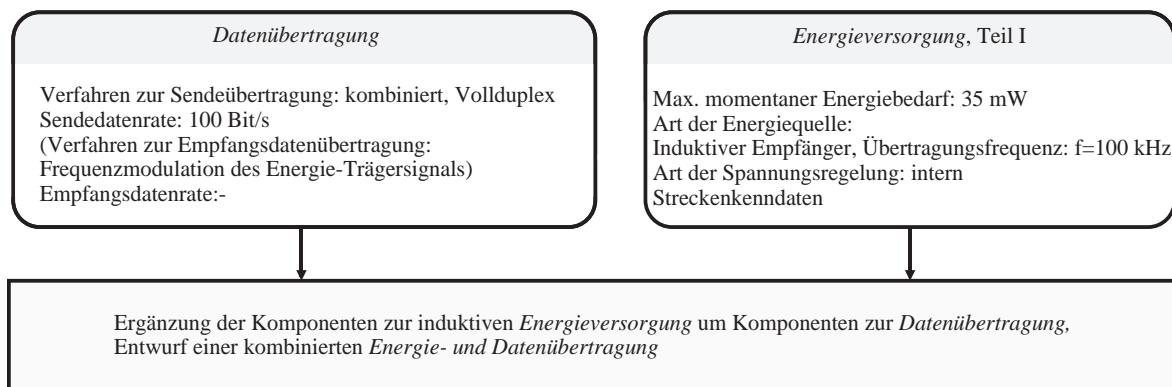 Datenübertragung
Verfahren zur Sendeübertragung: kombiniert, Vollduplex
Sendedatenrate: 100 Bit/s
(Verfahren zur Empfangsdatenübertragung:
Frequenzmodulation des Energie-Trägersignals)
Empfangsdatenrate:-
Energieversorgung, Teil I
Max. momentaner Energiebedarf: 35 mW
Art der Energiequelle:
Induktiver Empfänger, Übertragungsfrequenz: f=100 kHz
Art der Spannungsregelung: intern
Streckenkenndaten
Ergänzung der Komponenten zur induktiven Energieversorgung um Komponenten zur Datenübertragung,
Entwurf einer kombinierten Energie- und Datenübertragung